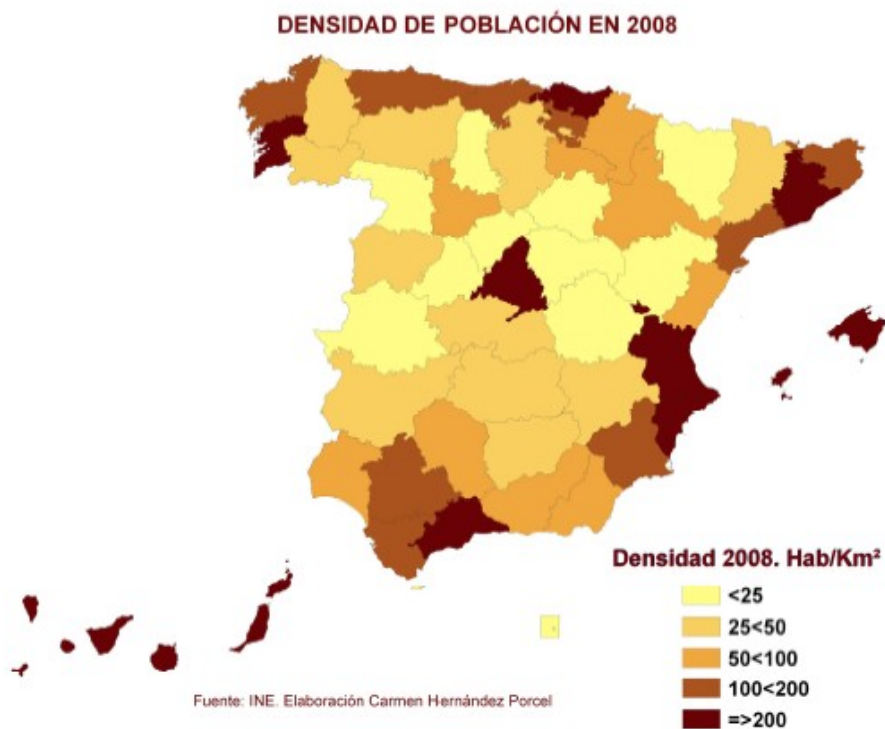 DENSIDAD DE POBLACIÓN EN 2008
Densidad 2008. Hab/Km²
<25
25<50
50<100
100<200
=>200
Fuente: INE. Elaboración Carmen Hernández Porcel